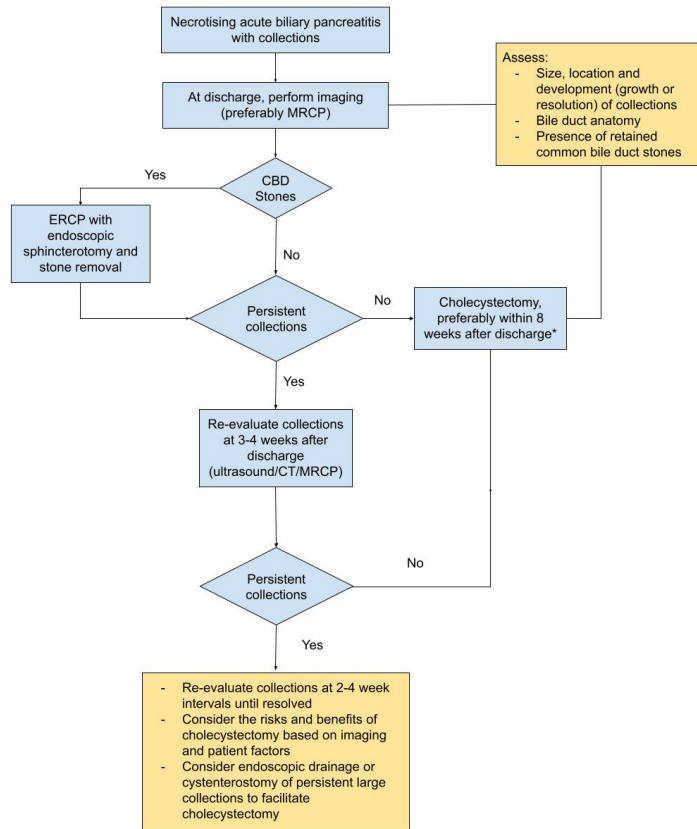 Necrotising acute biliary pancreatitis
with collections
Assess:
- Size, location and
development (growth or
resolution) of collections
- Bile duct anatomy
- Presence of retained
common bile duct stones
At discharge, perform imaging
(preferably MRCP)
Yes
CBD
Stones
ERCP with
endoscopic
sphincterotomy and
stone removal
No
Persistent
collections
No
Cholecystectomy,
preferably within 8
weeks after discharge*
Yes
Re-evaluate collections
at 3-4 weeks after
discharge
(ultrasound/CT/MRCP)
Persistent
collections
No
Yes
- Re-evaluate collections at 2-4 week
intervals until resolved
- Consider the risks and benefits of
cholecystectomy based on imaging
and patient factors
- Consider endoscopic drainage or
cystenterostomy of persistent large
collections to facilitate
cholecystectomy